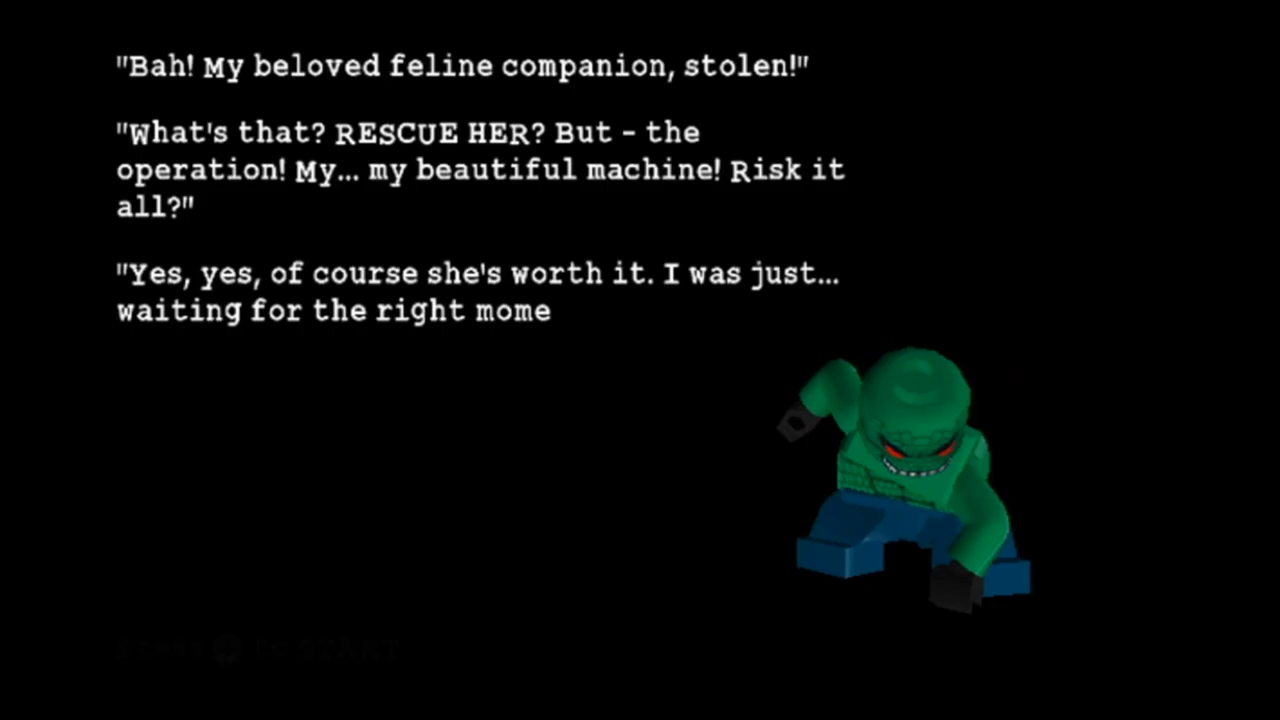 "Bah! My beloved feline companion, stolen!"
"What's that? RESCUE HER? But - the
operation! My... my beautiful machine! Risk it
all?"
"Yes, yes, of course she's worth it. I was just...
waiting for the right mome